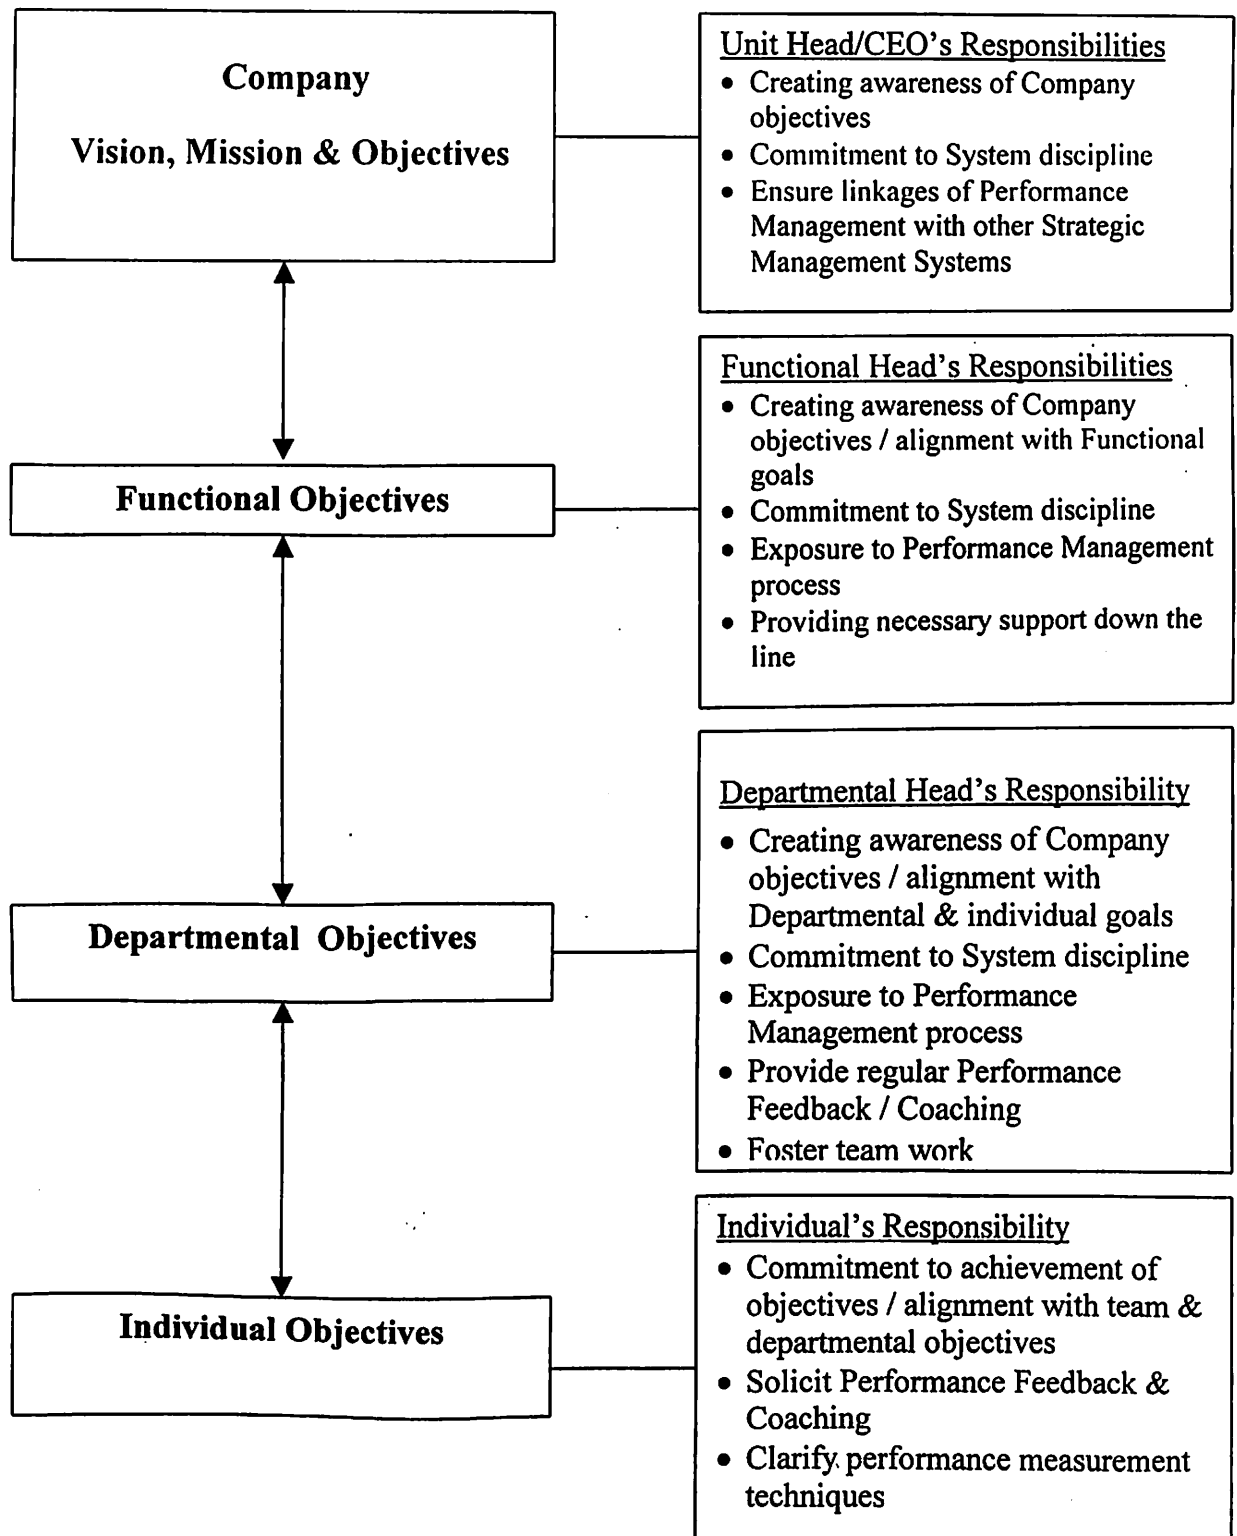 Company
Vision, Mission & Objectives
Unit Head/CEO's Responsibilities
• Creating awareness of Company
objectives
• Commitment to System discipline
• Ensure linkages of Performance
Management with other Strategic
Management Systems
Functional Objectives
Functional Head's Responsibilities
• Creating awareness of Company
objectives / alignment with Functional
goals
• Commitment to System discipline
• Exposure to Performance Management
process
• Providing necessary support down the
line
Departmental Objectives
Departmental Head's Responsibility
• Creating awareness of Company
objectives / alignment with
Departmental & individual goals
• Commitment to System discipline
• Exposure to Performance
Management process
• Provide regular Performance
Feedback / Coaching
• Foster team work
Individual Objectives
Individual's Responsibility
• Commitment to achievement of
objectives / alignment with team &
departmental objectives
• Solicit Performance Feedback &
Coaching
• Clarify performance measurement
techniques